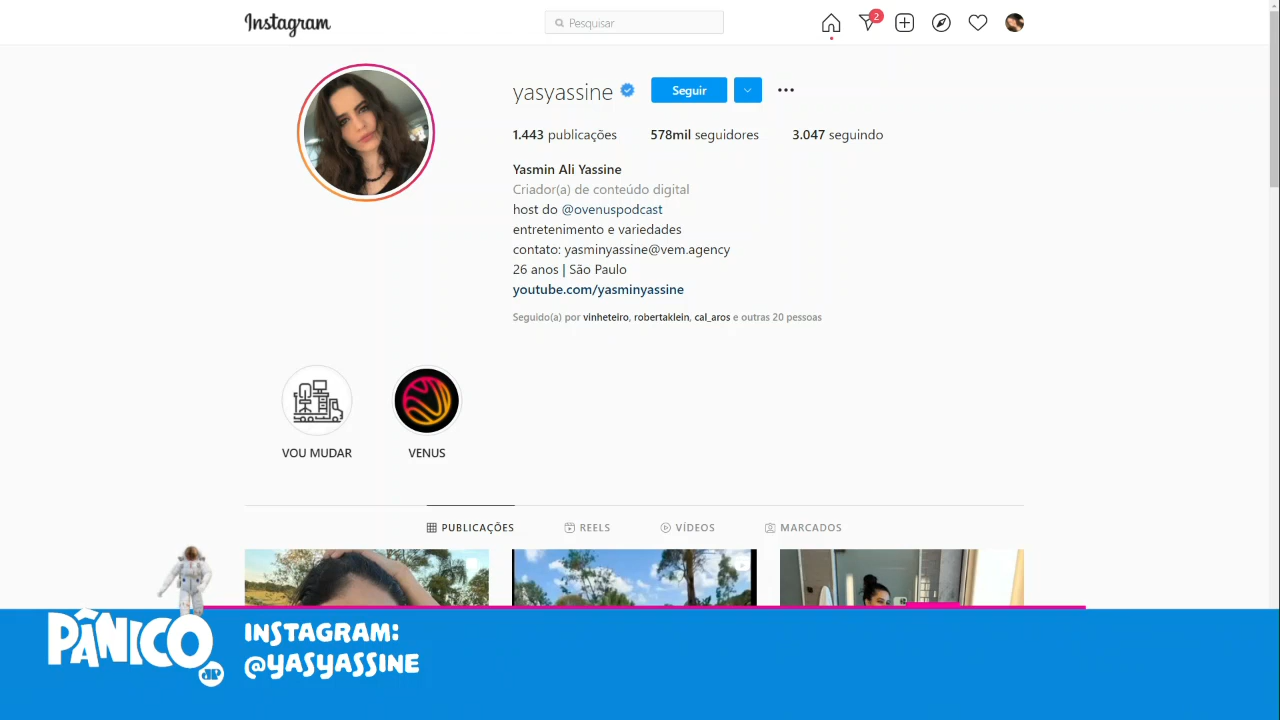 Instagram
Pesquisar
2
yasyassine
Seguir
1.443 publicações
578mil seguidores
3.047 seguindo
Yasmin Ali Yassine
Criador(a) de conteúdo digital
host do @ovenuspodcast
entretenimento e variedades
contato: yasminyassine@vem.agency
26 anos | São Paulo
youtube.com/yasminyassine
Seguido(a) por vinheteiro, robertaklein, cal_aros e outras 20 pessoas
VOU MUDAR
VENUS
PUBLICAÇÕES
REELS
VÍDEOS
MARCADOS
PÂNICO
JP
INSTAGRAM:
@YASYASSINE